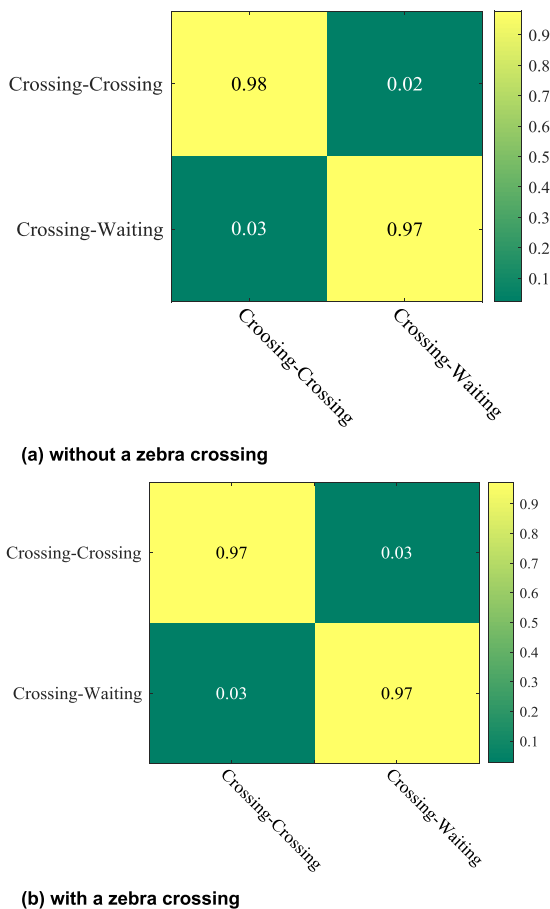 Crossing-Crossing
0.98
0.02
Crossing-Waiting
0.03
0.97
Croosing-Crossing
Crossing-Waiting
0.9
0.8
0.7
0.6
0.5
0.4
0.3
0.2
0.1
(a) without a zebra crossing
Crossing-Crossing
0.97
0.03
Crossing-Waiting
0.03
0.97
Crossing-Crossing
Crossing-Waiting
0.9
0.8
0.7
0.6
0.5
0.4
0.3
0.2
0.1
(b) with a zebra crossing